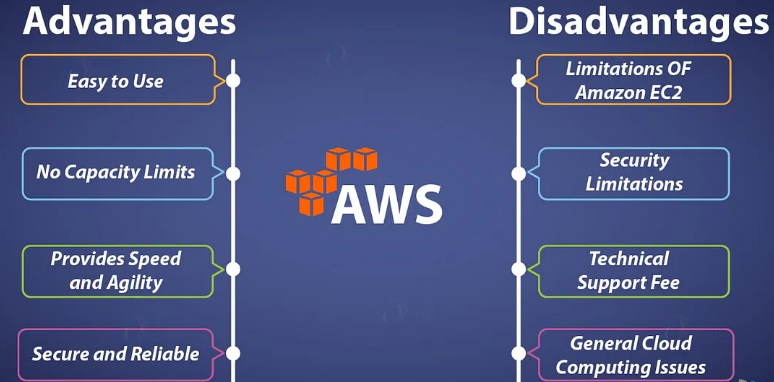 Advantages
Disadvantages
Easy to Use
No Capacity Limits
Provides Speed
and Agility
Secure and Reliable
AWS
Limitations OF
Amazon EC2
Security
Limitations
Technical
Support Fee
General Cloud
Computing Issues